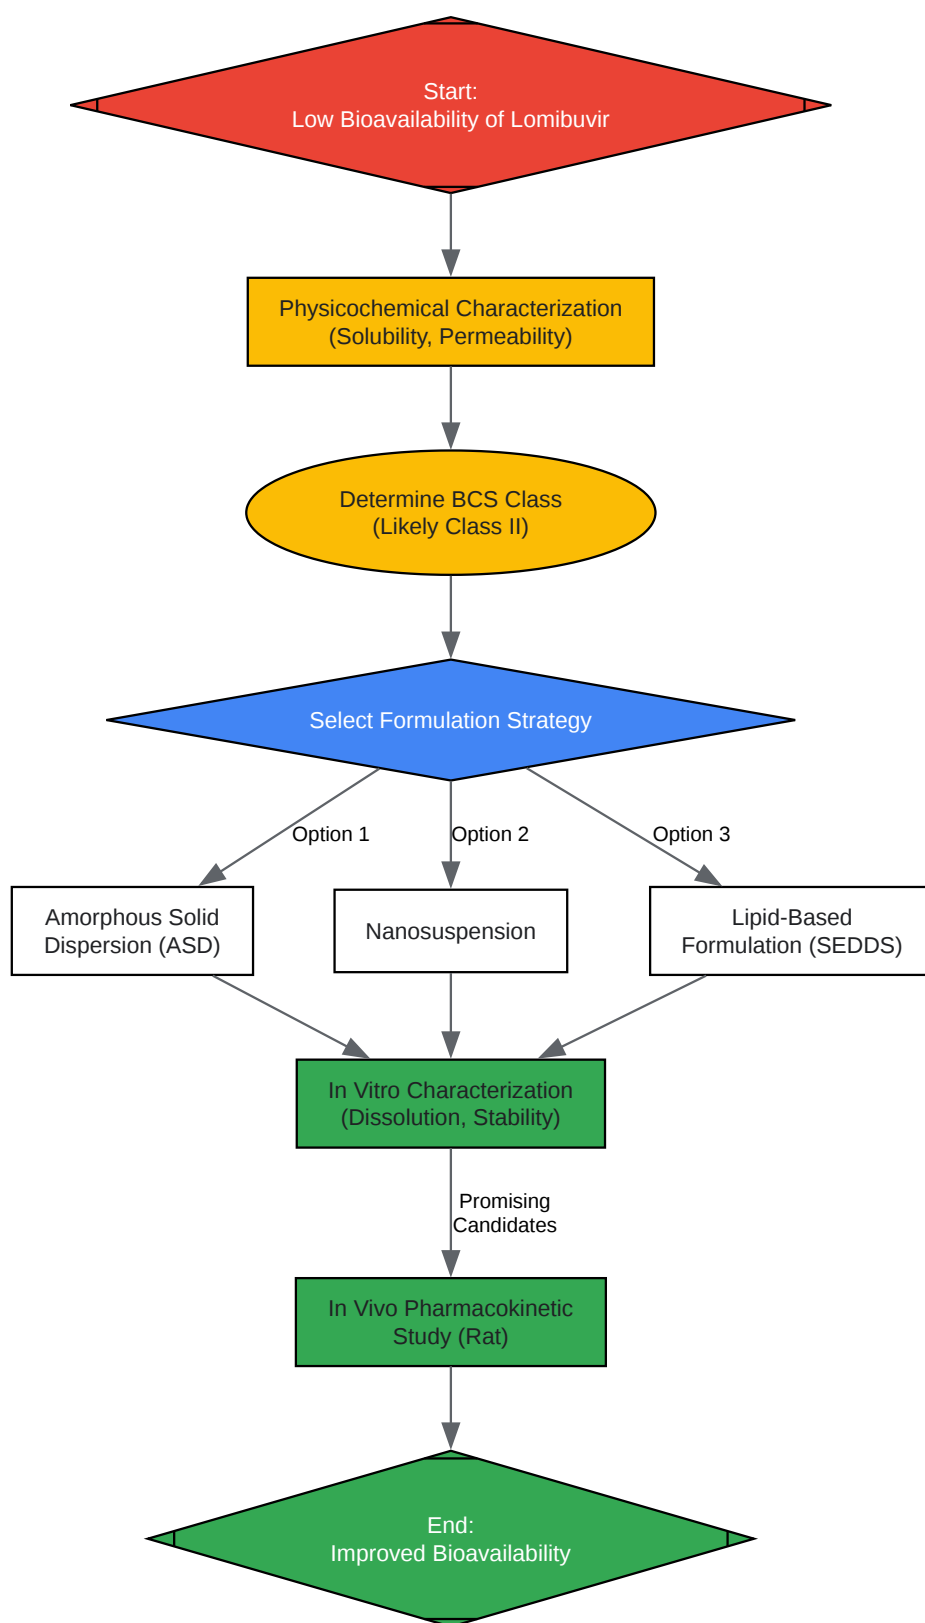 Start:
Low Bioavailability of Lomibuvir
Physicochemical Characterization
(Solubility, Permeability)
Determine BCS Class
(Likely Class II)
Select Formulation Strategy
Option 1
Option 2
Option 3
Amorphous Solid
Dispersion (ASD)
Nanosuspension
Lipid-Based
Formulation (SEDDS)
In Vitro Characterization
(Dissolution, Stability)
Promising
Candidates
In Vivo Pharmacokinetic
Study (Rat)
End:
Improved Bioavailability